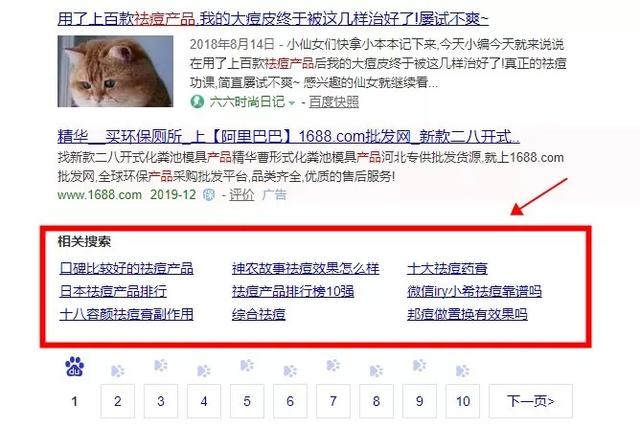 用了上百款祛痘产品,我的大痘皮终于被这几样治好了!屡试不爽~
2018年8月14日 - 小仙女们快拿小本本记下来,今天小编今天就来说说
在用了上百款祛痘产品后我的大痘皮终于被这几样治好了!真正的祛痘
功课,简直屡试不爽~ 感兴趣的仙女就继续看...
六六时尚日记 - 百度快照
精华__买环保厕所_上【阿里巴巴】1688.com批发网_新款二八开式..
找新款二八开式化粪池模具产品精华曹形式化粪池模具产品河北专供批发货源,就上1688.com
批发网,全球环保产品采购批发平台,品类齐全,优质的售后服务!
www.1688.com 2019-12 保 - 评价 广告
相关搜索
口碑比较好的祛痘产品 神农故事祛痘效果怎么样 十大祛痘药膏
日本祛痘产品排行 祛痘产品排行榜10强 微信iry小希祛痘靠谱吗
十八容颜祛痘膏副作用 综合祛痘 邦痘做置换有效果吗
du
1 2 3 4 5 6 7 8 9 10 下一页>